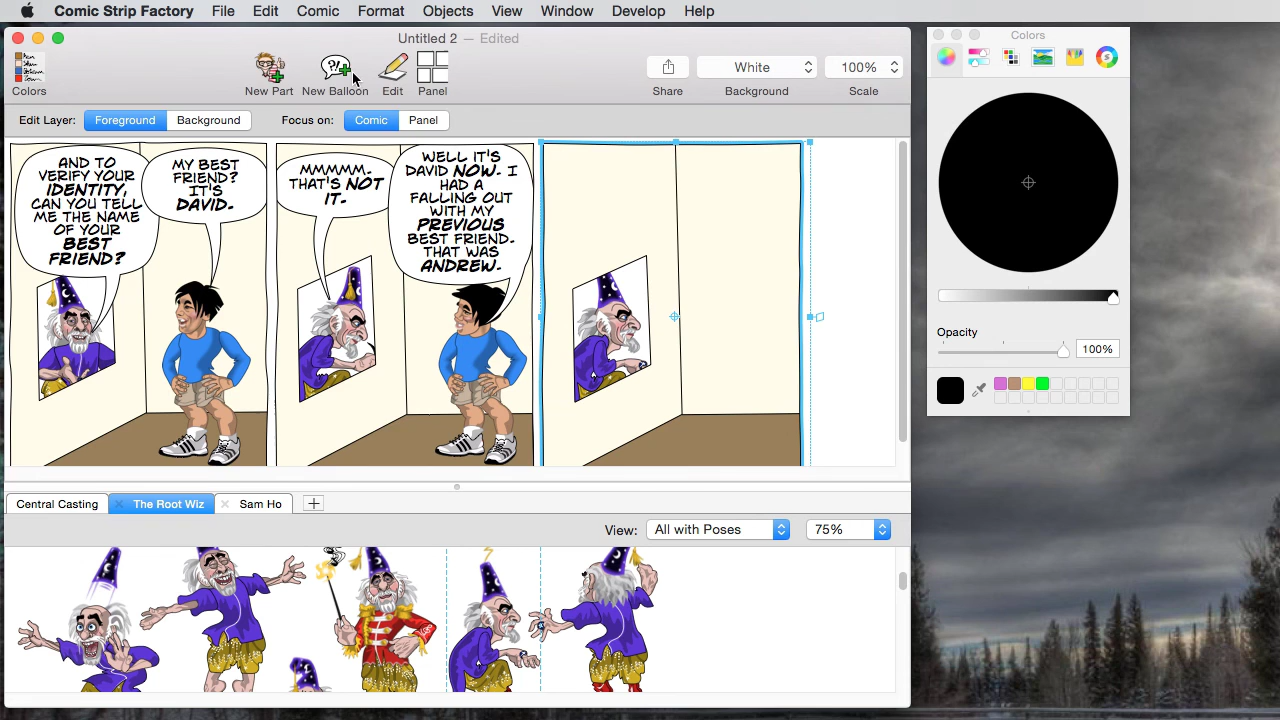 Comic Strip Factory File Edit Comic Format Objects View Window Develop Help
Untitled 2 — Edited
Colors
New Part
New Balloon
Edit
Panel
Share
White
Background
100%
Scale
Edit Layer: Foreground Background Focus on: Comic Panel
AND TO
VERIFY YOUR
IDENTITY,
CAN YOU TELL
ME THE NAME
OF YOUR
BEST
FRIEND?
MY BEST
FRIEND?
IT'S
DAVID.
MMMMM.
THAT'S NOT
IT.
WELL IT'S
DAVID NOW. I
HAD A
FALLING OUT
WITH MY
PREVIOUS
BEST FRIEND.
THAT WAS
ANDREW.
Central Casting The Root Wiz Sam Ho
View: All with Poses 75%
Colors
Opacity
100%